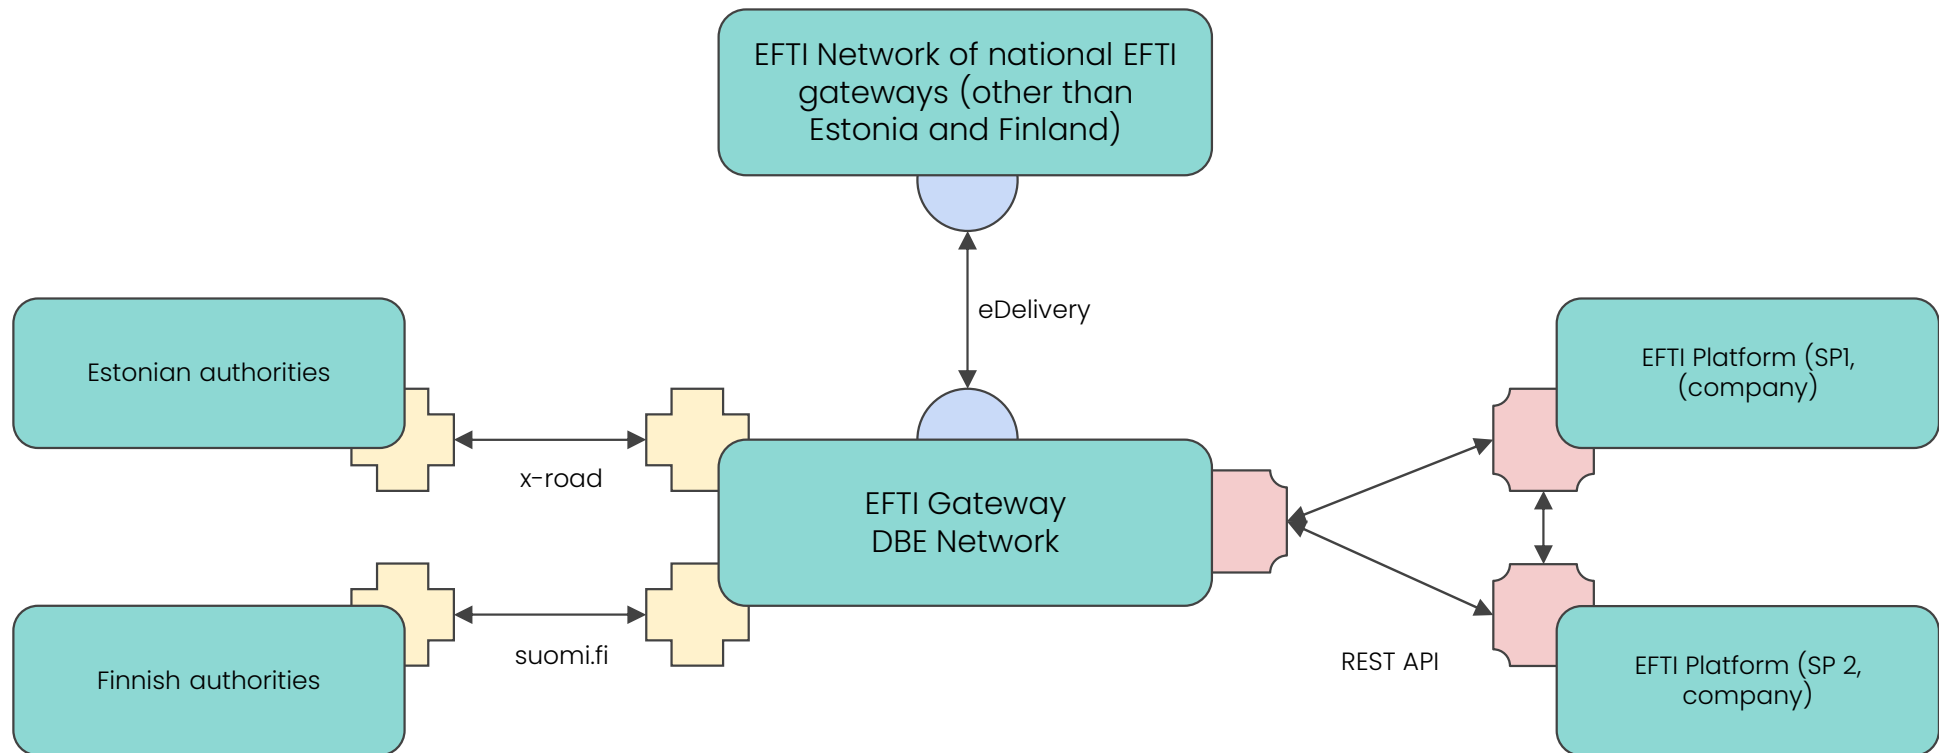 EFTI Network of national EFTI
gateways (other than
Estonia and Finland)
eDelivery
Estonian authorities
EFTI Platform (SP1,
(company)
x-road
EFTI Gateway
DBE Network
suomi.fi
Finnish authorities
REST API
EFTI Platform (SP 2,
company)